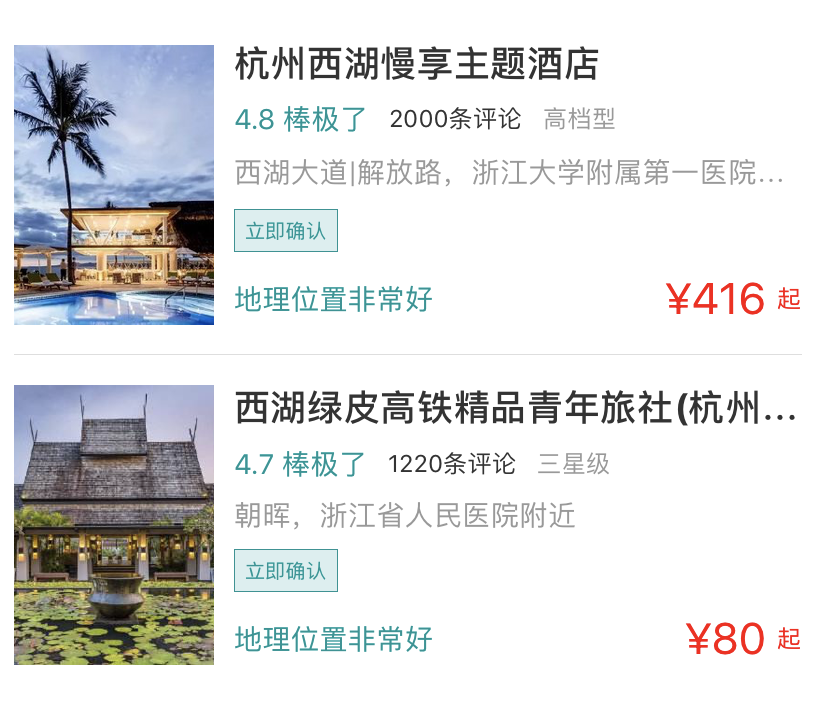 杭州西湖慢享主题酒店
4.8 棒极了 2000条评论 高档型
西湖大道|解放路，浙江大学附属第一医院...
立即确认
地理位置非常好 ¥416 起
西湖绿皮高铁精品青年旅社(杭州...
4.7 棒极了 1220条评论 三星级
朝晖，浙江省人民医院附近
立即确认
地理位置非常好 ¥80 起